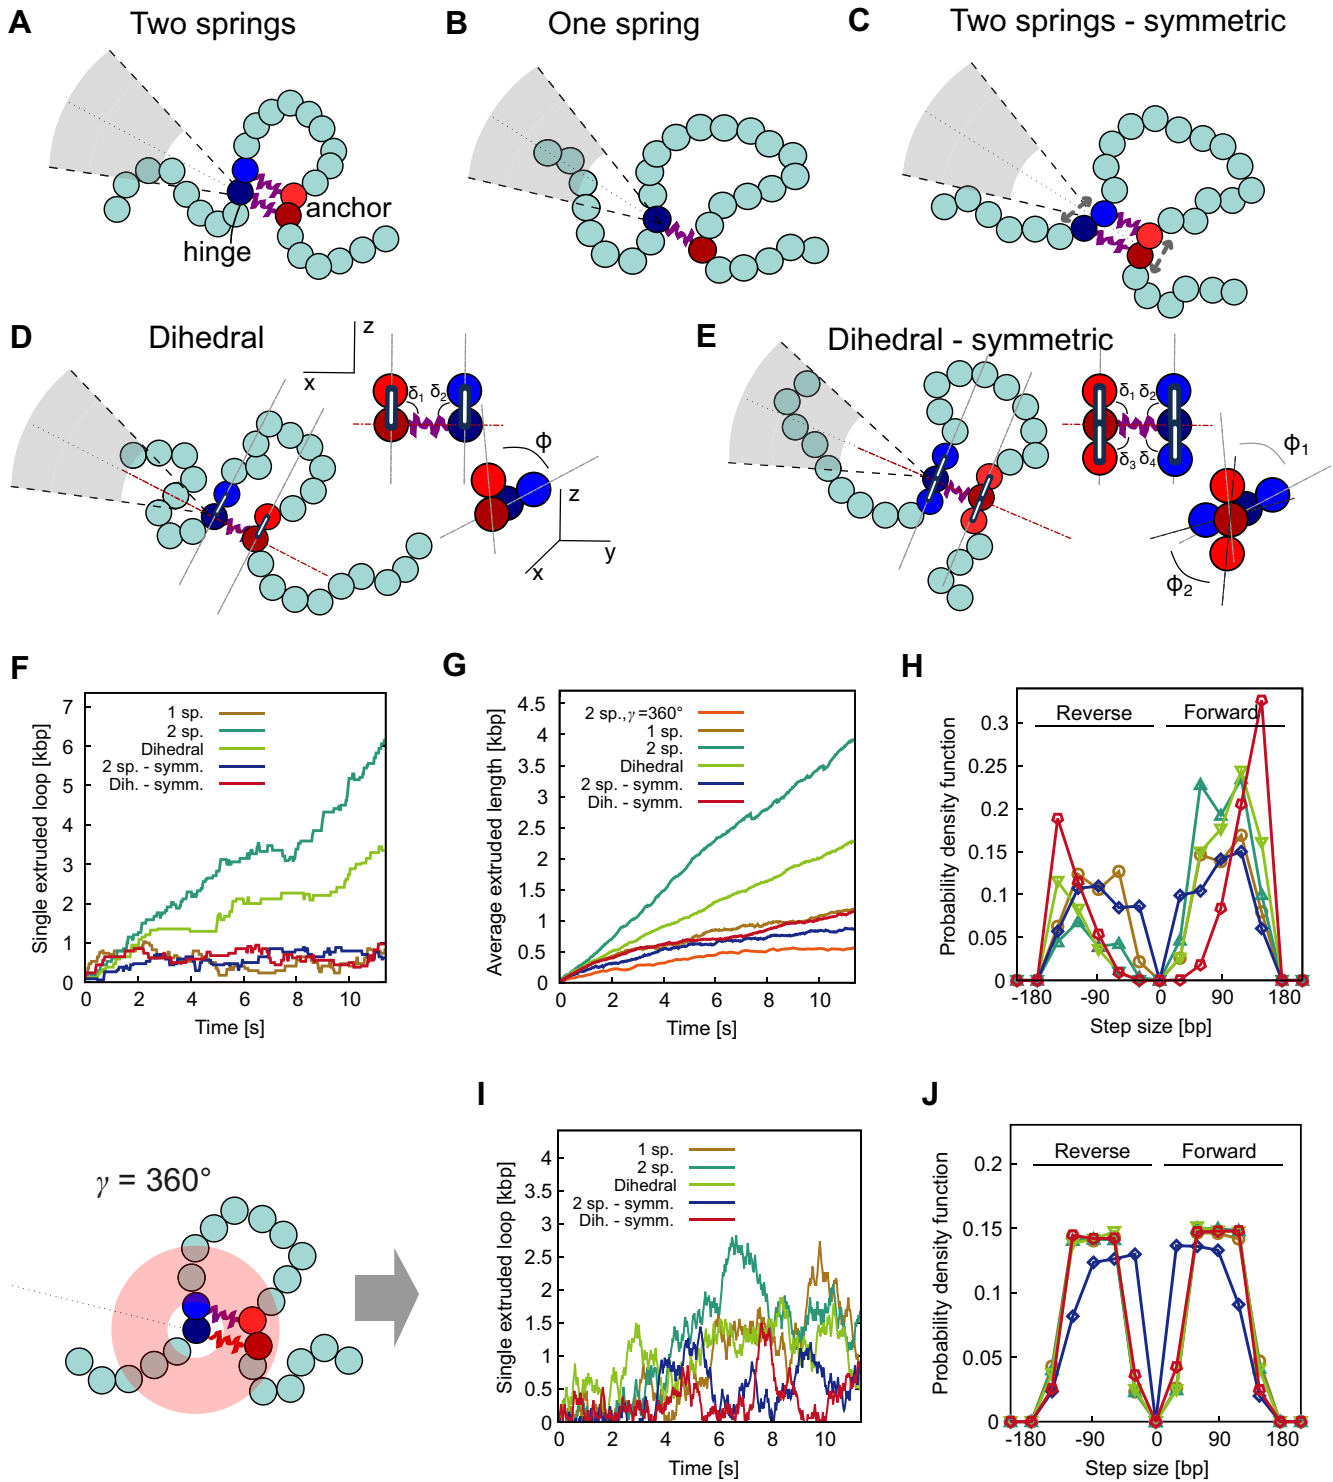 A Two springs
B One spring
C Two springs - symmetric
hinge
anchor
D Dihedral
z
x
δ1 δ2
ϕ
z
y
x
E Dihedral - symmetric
δ1 δ2
δ3 δ4
ϕ1
ϕ2
F
Single extruded loop [kbp]
7
6
5
4
3
2
1
0
1 sp.
2 sp.
Dihedral
2 sp. - symm.
Dih. - symm.
0 2 4 6 8 10
Time [s]
G
Average extruded length [kbp]
4.5
4
3.5
3
2.5
2
1.5
1
0.5
0
2 sp.,γ=360°
1 sp.
2 sp.
Dihedral
2 sp. - symm.
Dih. - symm.
0 2 4 6 8 10
Time [s]
H
Probability density function
0.3
0.25
0.2
0.15
0.1
0.05
0
Reverse Forward
-180 -90 0 90 180
Step size [bp]
γ = 360°
I
Single extruded loop [kbp]
4
3.5
3
2.5
2
1.5
1
0.5
0
1 sp.
2 sp.
Dihedral
2 sp. - symm.
Dih. - symm.
0 2 4 6 8 10
Time [s]
J
Probability density function
0.2
0.15
0.1
0.05
0
Reverse Forward
-180 -90 0 90 180
Step size [bp]